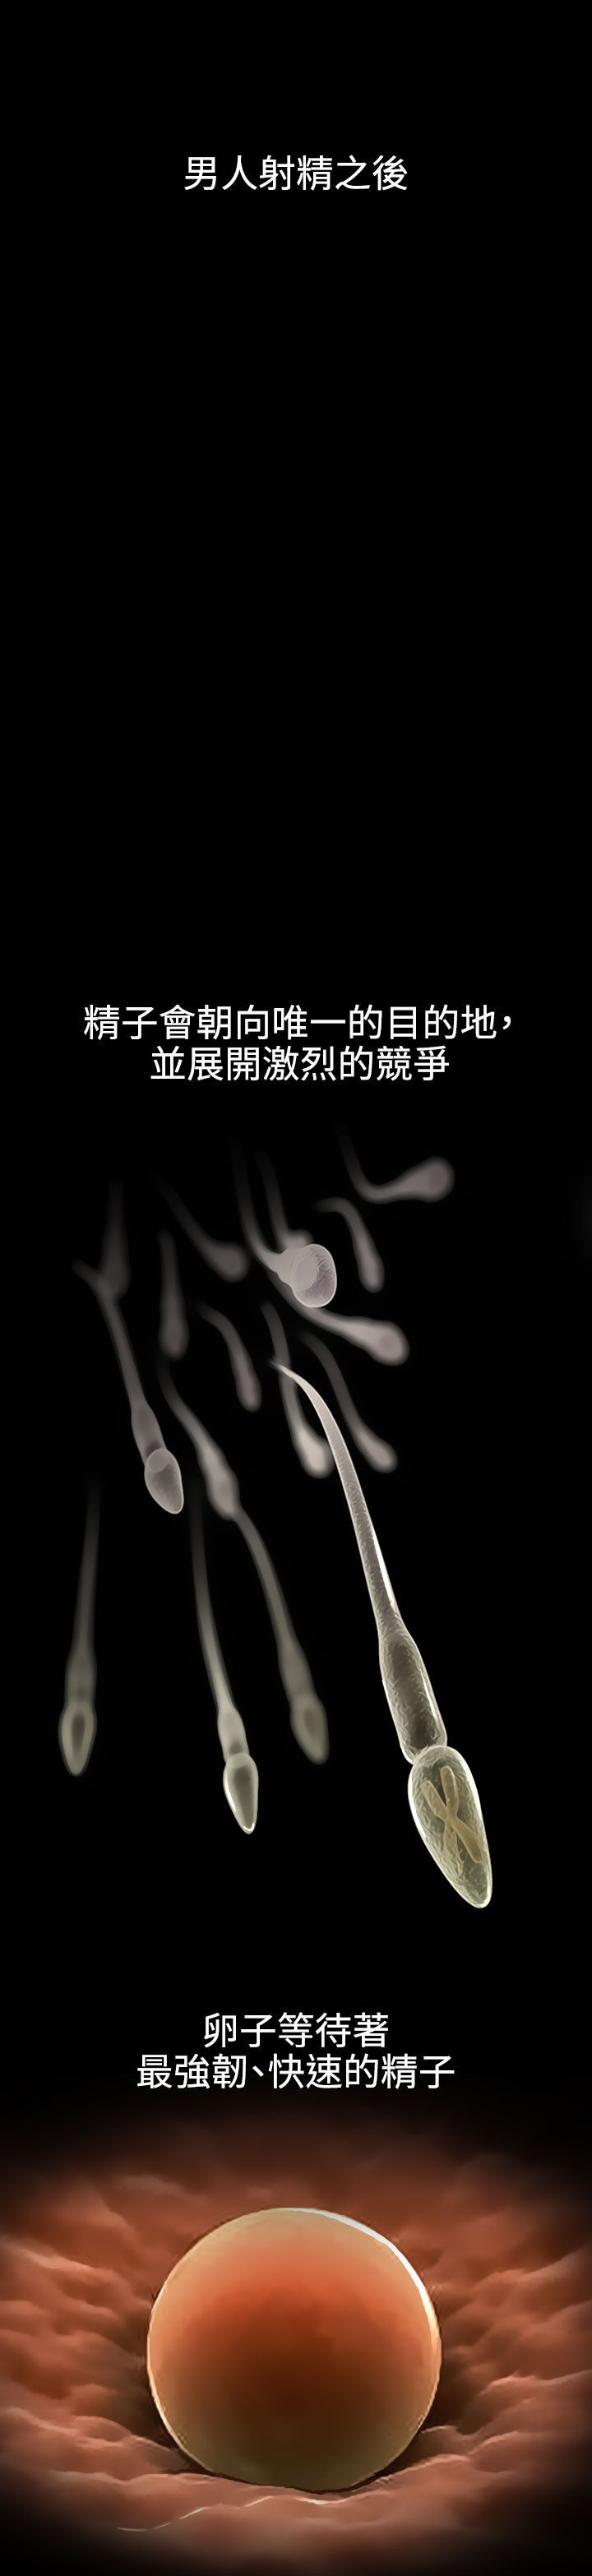 男人射精之後
精子會朝向唯一的目的地，
並展開激烈的競爭
卵子等待著
最強韌、快速的精子